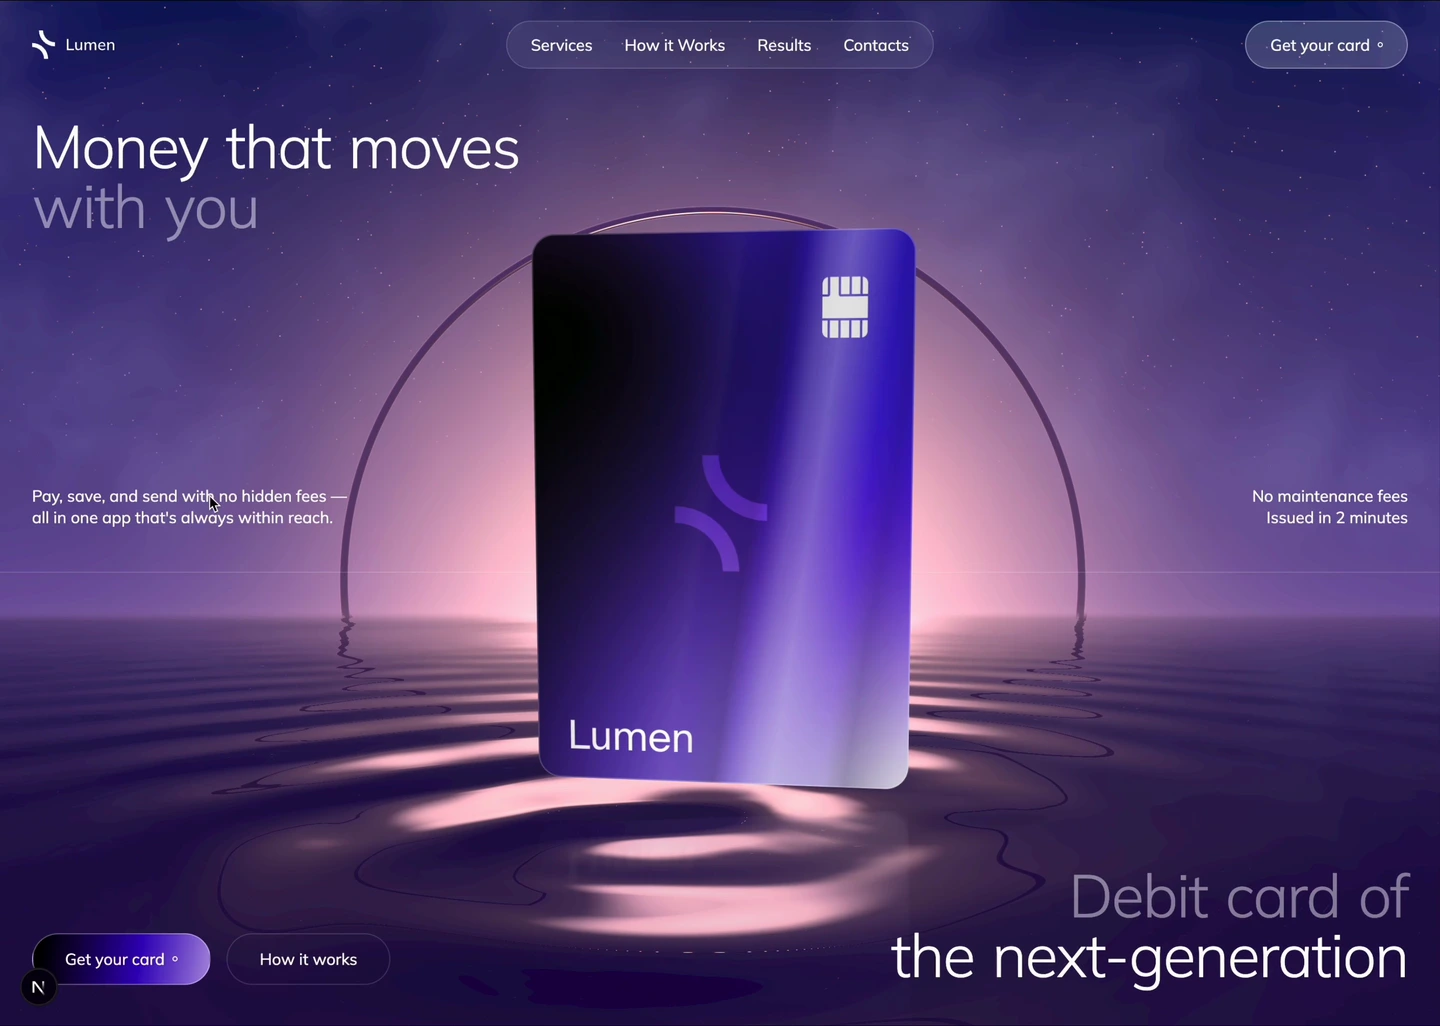 Lumen
Services
How it Works
Results
Contacts
Get your card
Money that moves
with you
Pay, save, and send with no hidden fees —
all in one app that's always within reach.
No maintenance fees
Issued in 2 minutes
Lumen
Debit card of
the next-generation
Get your card
How it works
N